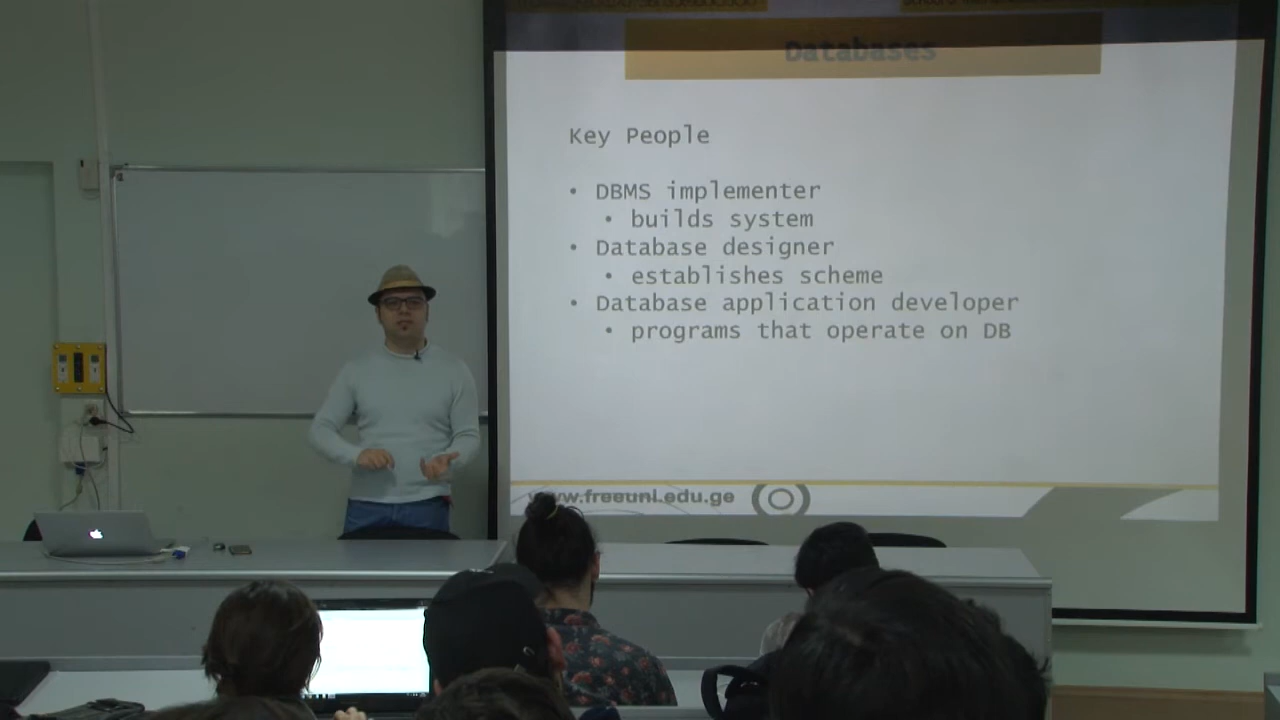 Databases
Key People
• DBMS implementer
• builds system
• Database designer
• establishes scheme
• Database application developer
• programs that operate on DB
www.freeuni.edu.ge